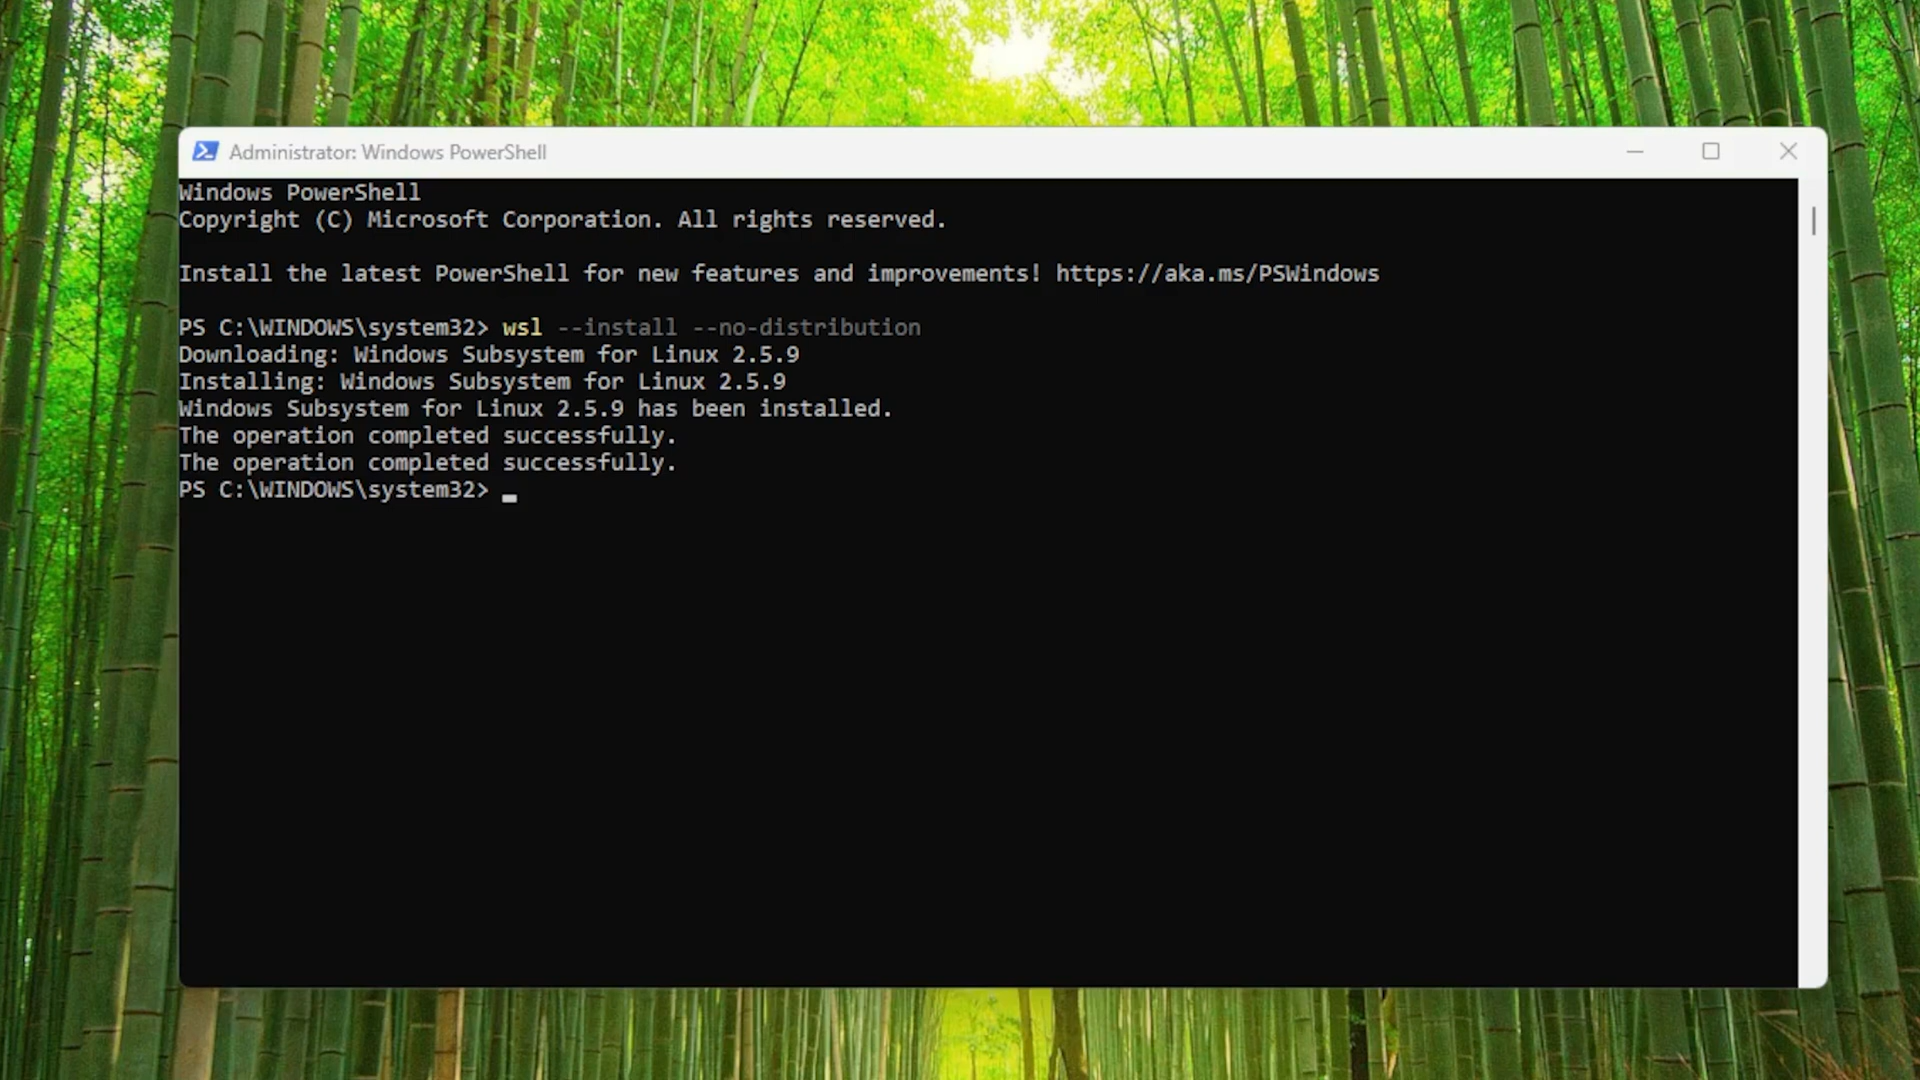 Administrator: Windows PowerShell
Windows PowerShell
Copyright (C) Microsoft Corporation. All rights reserved.
Install the latest PowerShell for new features and improvements! https://aka.ms/PSWindows
PS C:\WINDOWS\system32> wsl --install --no-distribution
Downloading: Windows Subsystem for Linux 2.5.9
Installing: Windows Subsystem for Linux 2.5.9
Windows Subsystem for Linux 2.5.9 has been installed.
The operation completed successfully.
The operation completed successfully.
PS C:\WINDOWS\system32>